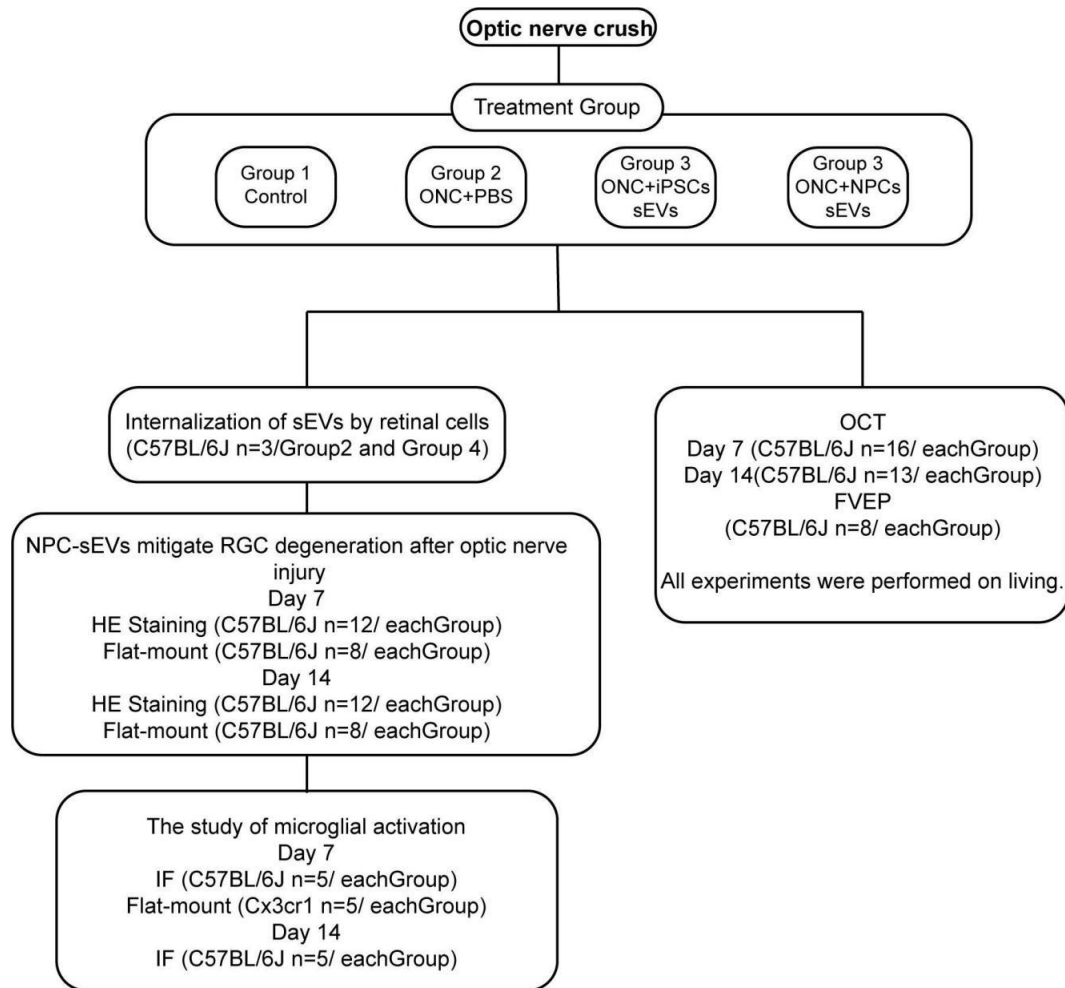 Optic nerve crush
Treatment Group
Group 1
Control
Group 2
ONC+PBS
Group 3
ONC+iPSCs
sEVs
Group 3
ONC+NPCs
sEVs
Internalization of sEVs by retinal cells
(C57BL/6J n=3/Group2 and Group 4)
NPC-sEVs mitigate RGC degeneration after optic nerve
injury
Day 7
HE Staining (C57BL/6J n=12/ eachGroup)
Flat-mount (C57BL/6J n=8/ eachGroup)
Day 14
HE Staining (C57BL/6J n=12/ eachGroup)
Flat-mount (C57BL/6J n=8/ eachGroup)
The study of microglial activation
Day 7
IF (C57BL/6J n=5/ eachGroup)
Flat-mount (Cx3cr1 n=5/ eachGroup)
Day 14
IF (C57BL/6J n=5/ eachGroup)
OCT
Day 7 (C57BL/6J n=16/ eachGroup)
Day 14(C57BL/6J n=13/ eachGroup)
FVEP
(C57BL/6J n=8/ eachGroup)
All experiments were performed on living.